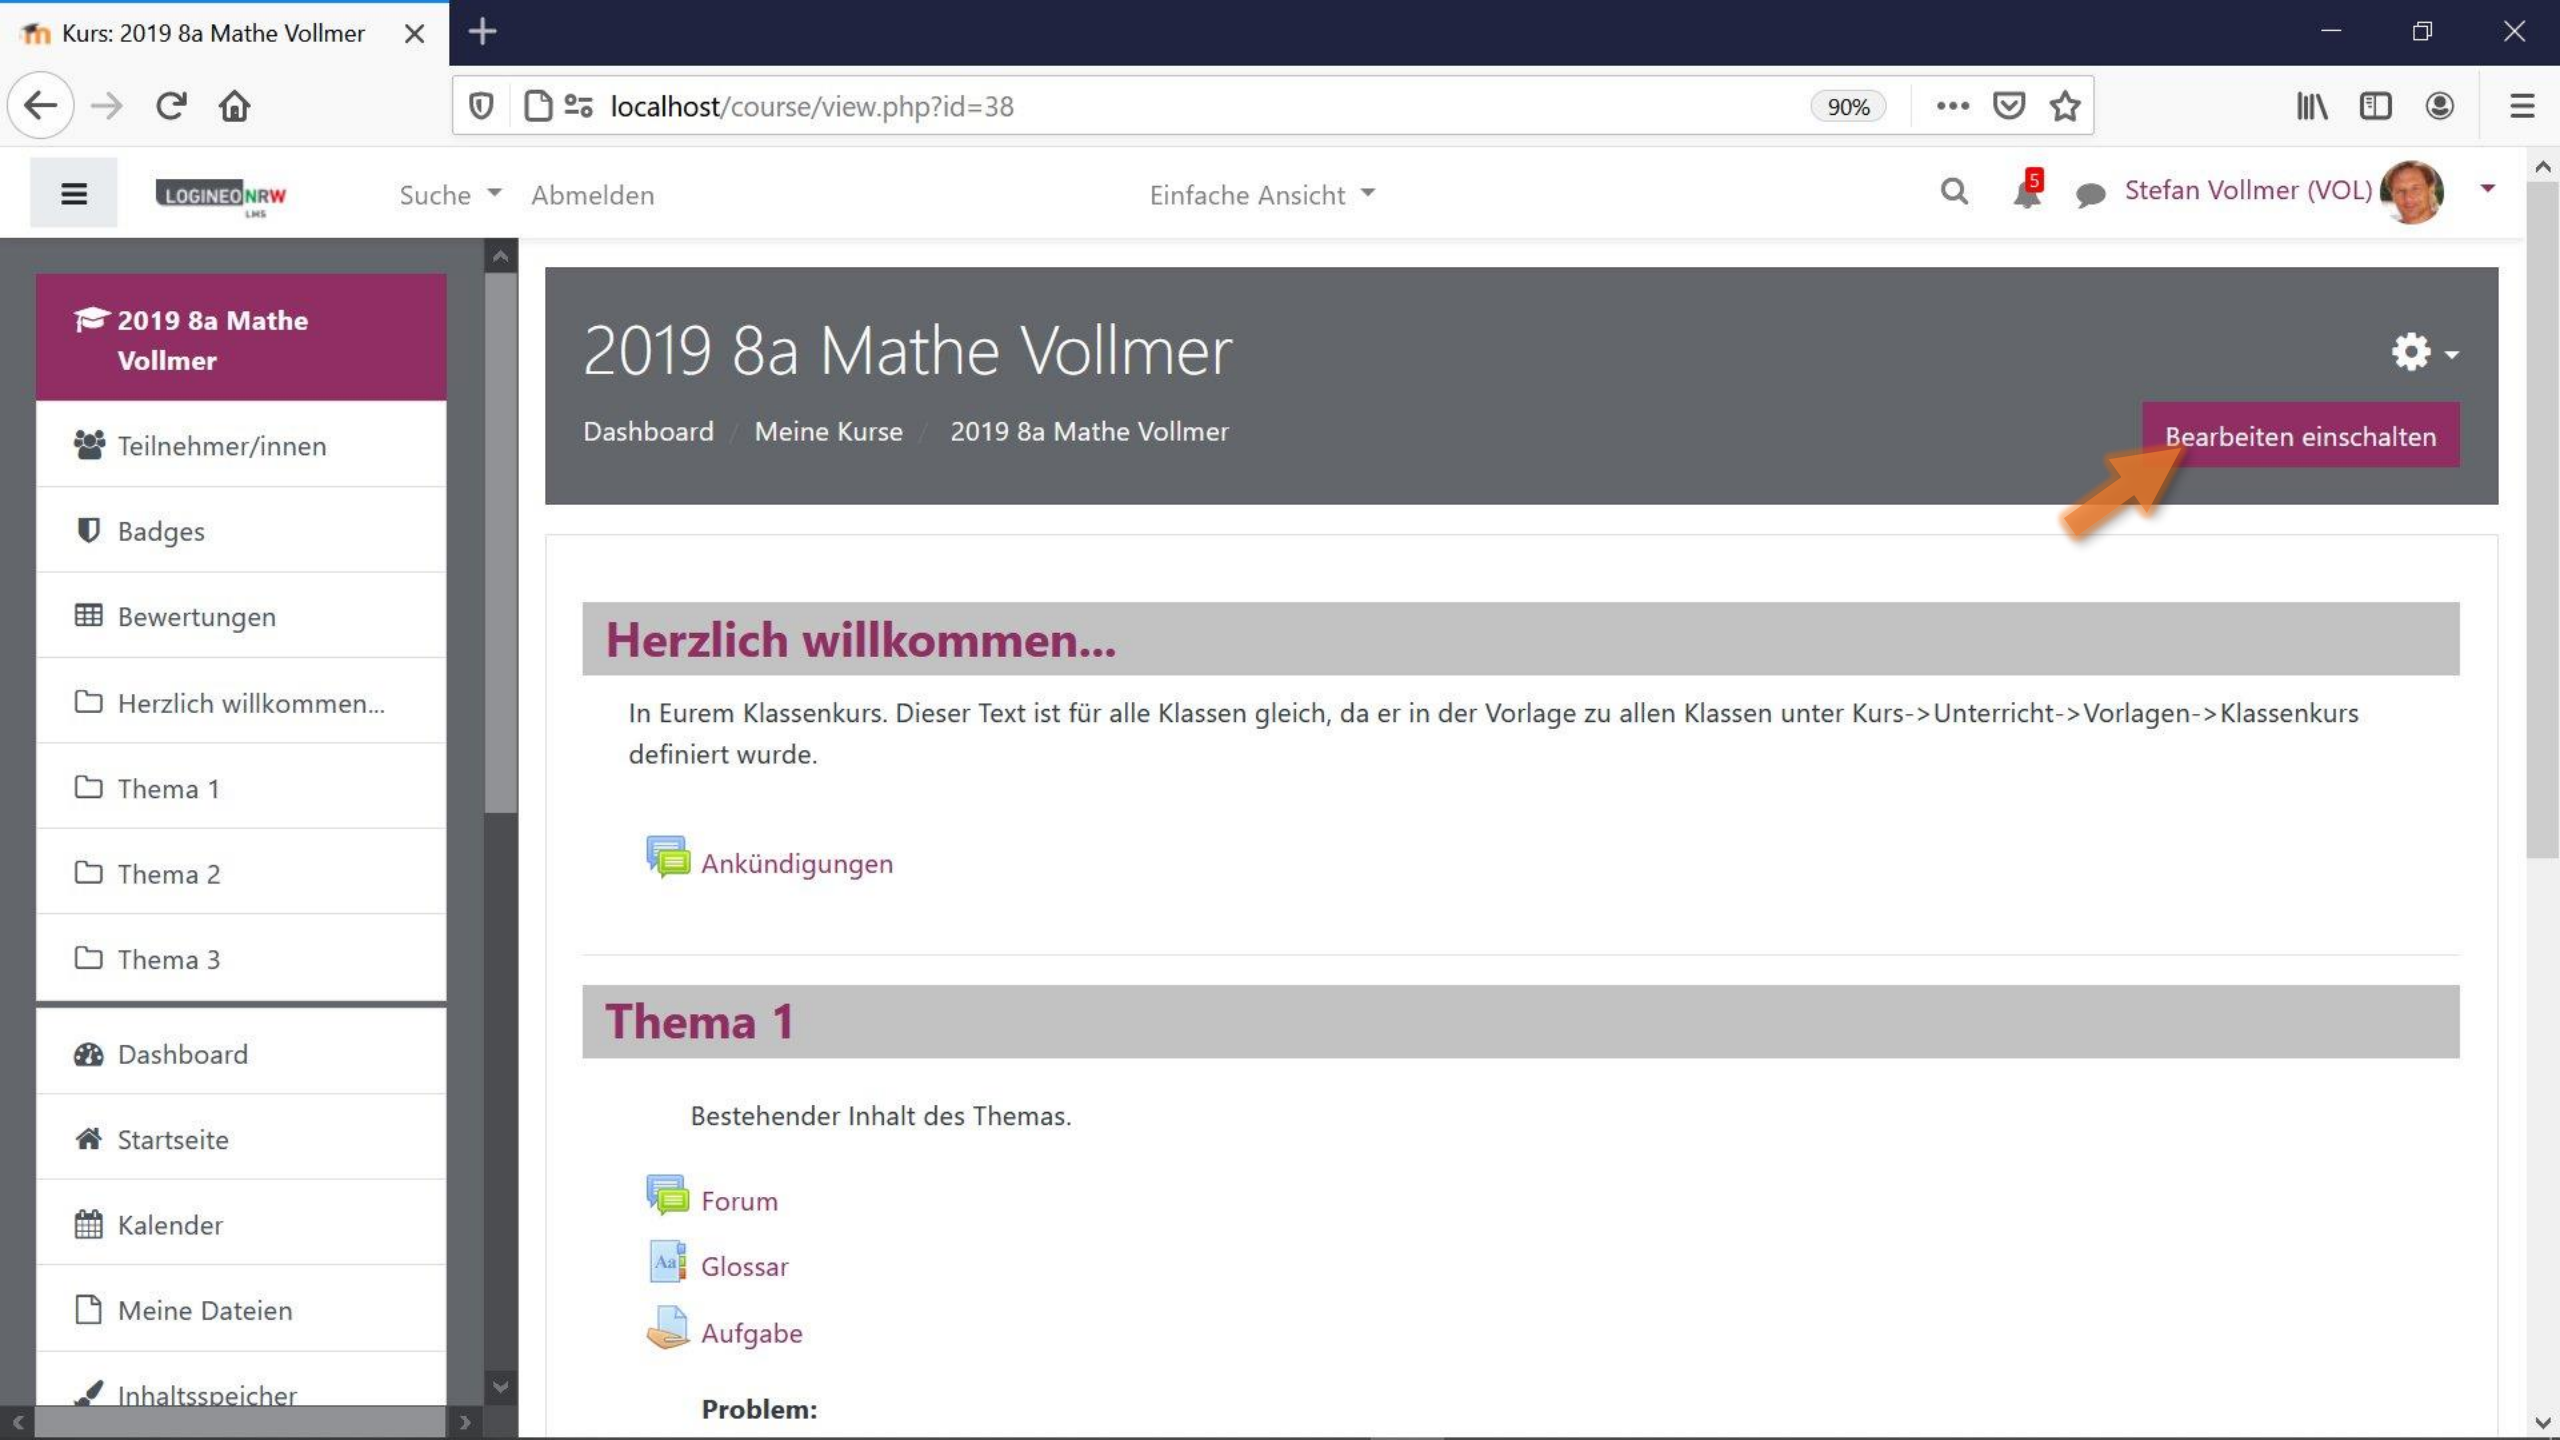 Kurs: 2019 8a Mathe Vollmer
localhost/course/view.php?id=38
90%
LOGINEO NRW
LMS
Suche
Abmelden
Einfache Ansicht
5
Stefan Vollmer (VOL)
2019 8a Mathe
Vollmer
Teilnehmer/innen
Badges
Bewertungen
Herzlich willkommen...
Thema 1
Thema 2
Thema 3
Dashboard
Startseite
Kalender
Meine Dateien
Inhaltsspeicher
2019 8a Mathe Vollmer
Dashboard / Meine Kurse / 2019 8a Mathe Vollmer
Bearbeiten einschalten
Herzlich willkommen...
In Eurem Klassenkurs. Dieser Text ist für alle Klassen gleich, da er in der Vorlage zu allen Klassen unter Kurs->Unterricht->Vorlagen->Klassenkurs
definiert wurde.
Ankündigungen
Thema 1
Bestehender Inhalt des Themas.
Forum
Aa
Glossar
Aufgabe
Problem: